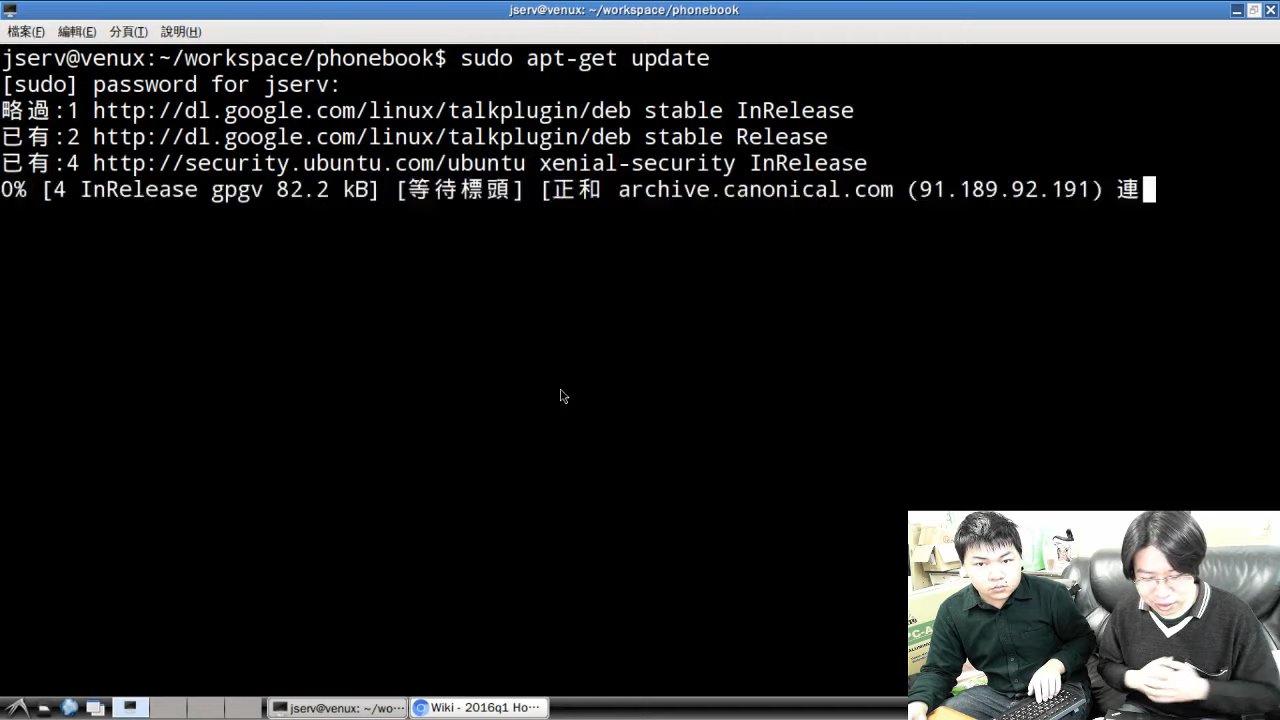 jserv@venux: ~/workspace/phonebook
檔案(F) 編輯(E) 分頁(T) 說明(H)
jserv@venux:~/workspace/phonebook$ sudo apt-get update
[sudo] password for jserv:
略過:1 http://dl.google.com/linux/talkplugin/deb stable InRelease
已有:2 http://dl.google.com/linux/talkplugin/deb stable Release
已有:4 http://security.ubuntu.com/ubuntu xenial-security InRelease
0% [4 InRelease gpgv 82.2 kB] [等待標頭] [正和 archive.canonical.com (91.189.92.191) 連
jserv@venux: ~/wo···
Wiki - 2016q1 Ho···